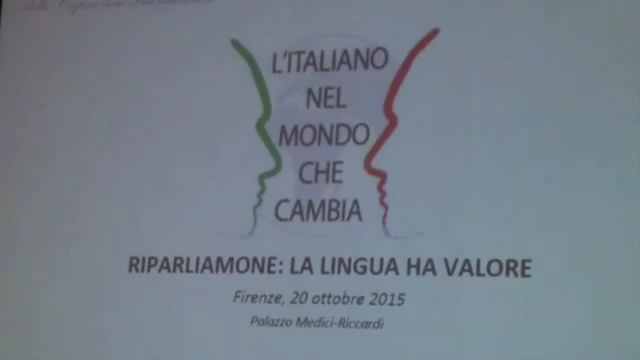 L'ITALIANO
NEL
MONDO
CHE
CAMBIA
RIPARLIAMONE: LA LINGUA HA VALORE
Firenze, 20 ottobre 2015
Palazzo Medici-Riccardi